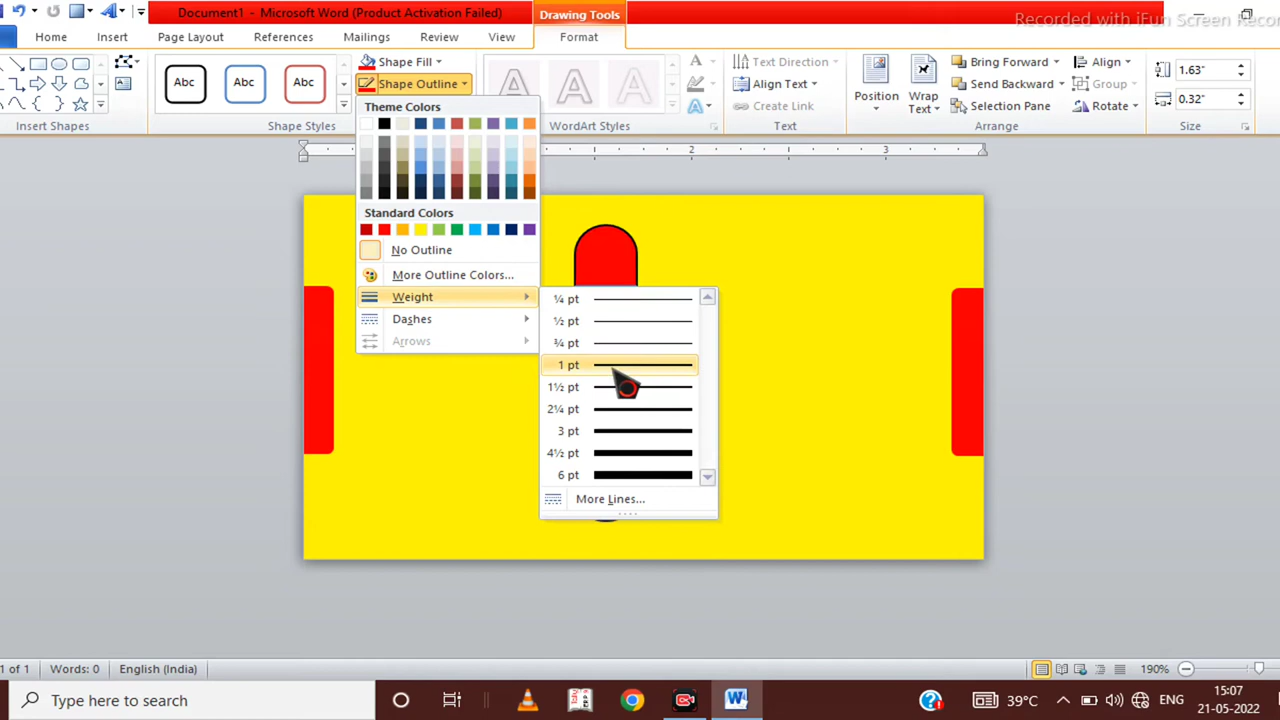 Document1 - Microsoft Word (Product Activation Failed)
Drawing Tools
Recorded with iFun Screen Recor
Home Insert Page Layout References Mailings Review View Format
Shape Fill
Shape Outline
Abc Abc Abc
Insert Shapes
Shape Styles
A A A
A
A
WordArt Styles
Text Direction
Align Text
Create Link
Text
Position
Wrap Text
Bring Forward
Send Backward
Selection Pane
Align
Group
Rotate
Arrange
1.63"
0.32"
Size
2 3
Theme Colors
Standard Colors
No Outline
More Outline Colors...
Weight
Dashes
Arrows
¼ pt
½ pt
¾ pt
1 pt
1½ pt
2¼ pt
3 pt
4½ pt
6 pt
More Lines...
1 of 1 Words: 0 English (India) 190%
Type here to search
W
39°C
ENG
15:07
21-05-2022